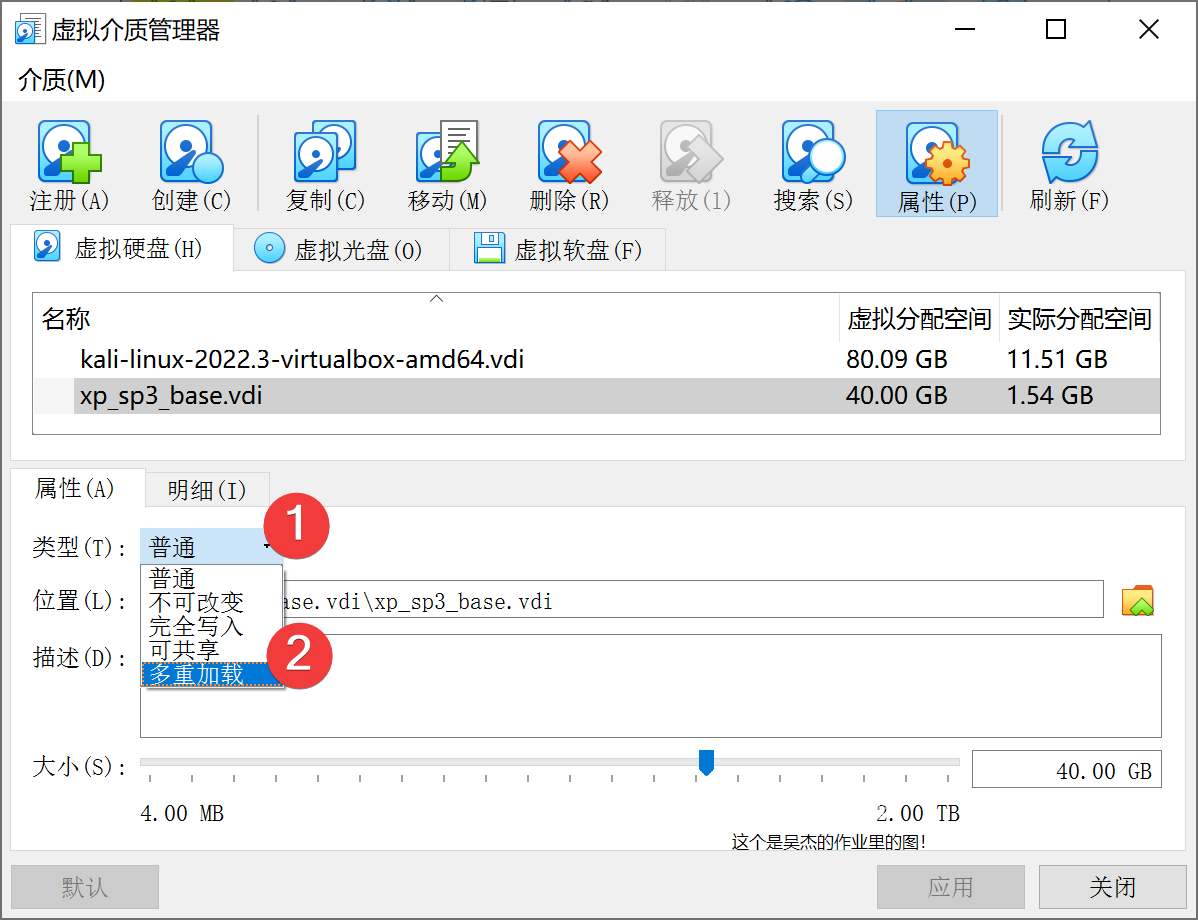 虚拟介质管理器
介质(M)
注册(A) 创建(C) 复制(C) 移动(M) 删除(R) 释放(l) 搜索(S) 属性(P) 刷新(F)
虚拟硬盘(H) 虚拟光盘(O) 虚拟软盘(F)
名称 虚拟分配空间 实际分配空间
kali-linux-2022.3-virtualbox-amd64.vdi 80.09 GB 11.51 GB
xp_sp3_base.vdi 40.00 GB 1.54 GB
属性(A) 明细(I)
1
类型(T): 普通
普通
位置(L): 不可改变 ase.vdi\xp_sp3_base.vdi
完全写入
描述(D): 可共享
2
多重加载
大小(S): 40.00 GB
4.00 MB 2.00 TB
这个是吴杰的作业里的图!
默认 应用 关闭